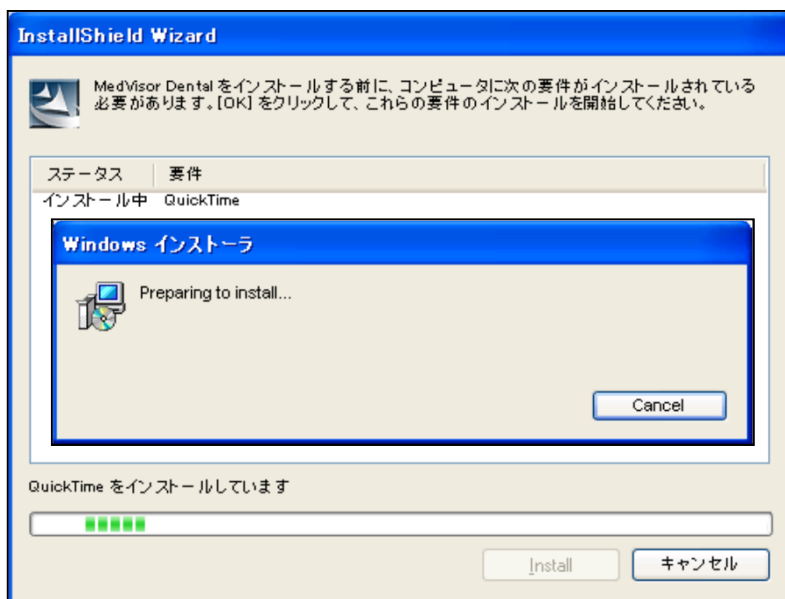 InstallShield Wizard
MedVisor Dental をインストールする前に、コンピュータに次の要件がインストールされている
必要があります。[OK] をクリックして、これらの要件のインストールを開始してください。
ステータス 要件
インストール中 QuickTime
Windows インストーラ
Preparing to install...
Cancel
QuickTime をインストールしています
Install キャンセル